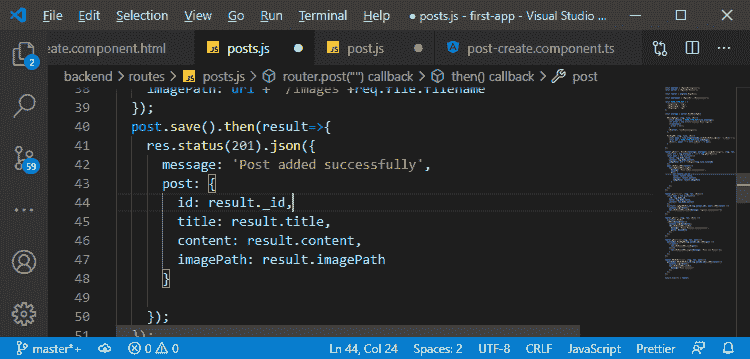 File Edit Selection View Go Run Terminal Help posts.js - first-app - Visual Studio ...
eate.component.html posts.js post.js post-create.component.ts
backend > routes > posts.js > router.post("") callback > then() callback > post
38 imagePath: url + "/images"+req.file.filename
39 });
40 post.save().then(result=>{
41 res.status(201).json({
42 message: 'Post added successfully',
43 post: {
44 id: result._id,
45 title: result.title,
46 content: result.content,
47 imagePath: result.imagePath
48 }
49
50 });
51 });
2
59
master*+ 0 0 Ln 44, Col 24 Spaces: 2 UTF-8 CRLF JavaScript Prettier